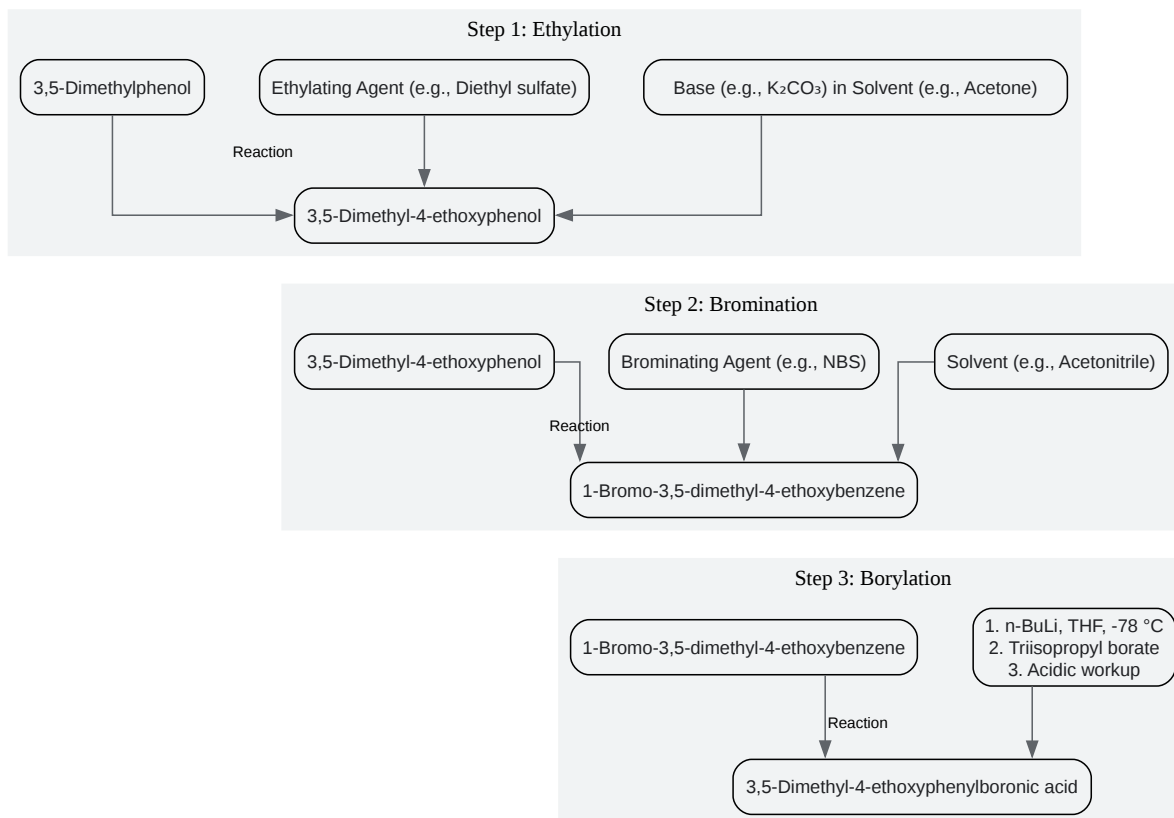 Step 1: Ethylation
3,5-Dimethylphenol
Ethylating Agent (e.g., Diethyl sulfate)
Base (e.g., K₂CO₃) in Solvent (e.g., Acetone)
Reaction
3,5-Dimethyl-4-ethoxyphenol
Step 2: Bromination
3,5-Dimethyl-4-ethoxyphenol
Brominating Agent (e.g., NBS)
Solvent (e.g., Acetonitrile)
Reaction
1-Bromo-3,5-dimethyl-4-ethoxybenzene
Step 3: Borylation
1-Bromo-3,5-dimethyl-4-ethoxybenzene
1. n-BuLi, THF, -78 °C
2. Triisopropyl borate
3. Acidic workup
Reaction
3,5-Dimethyl-4-ethoxyphenylboronic acid